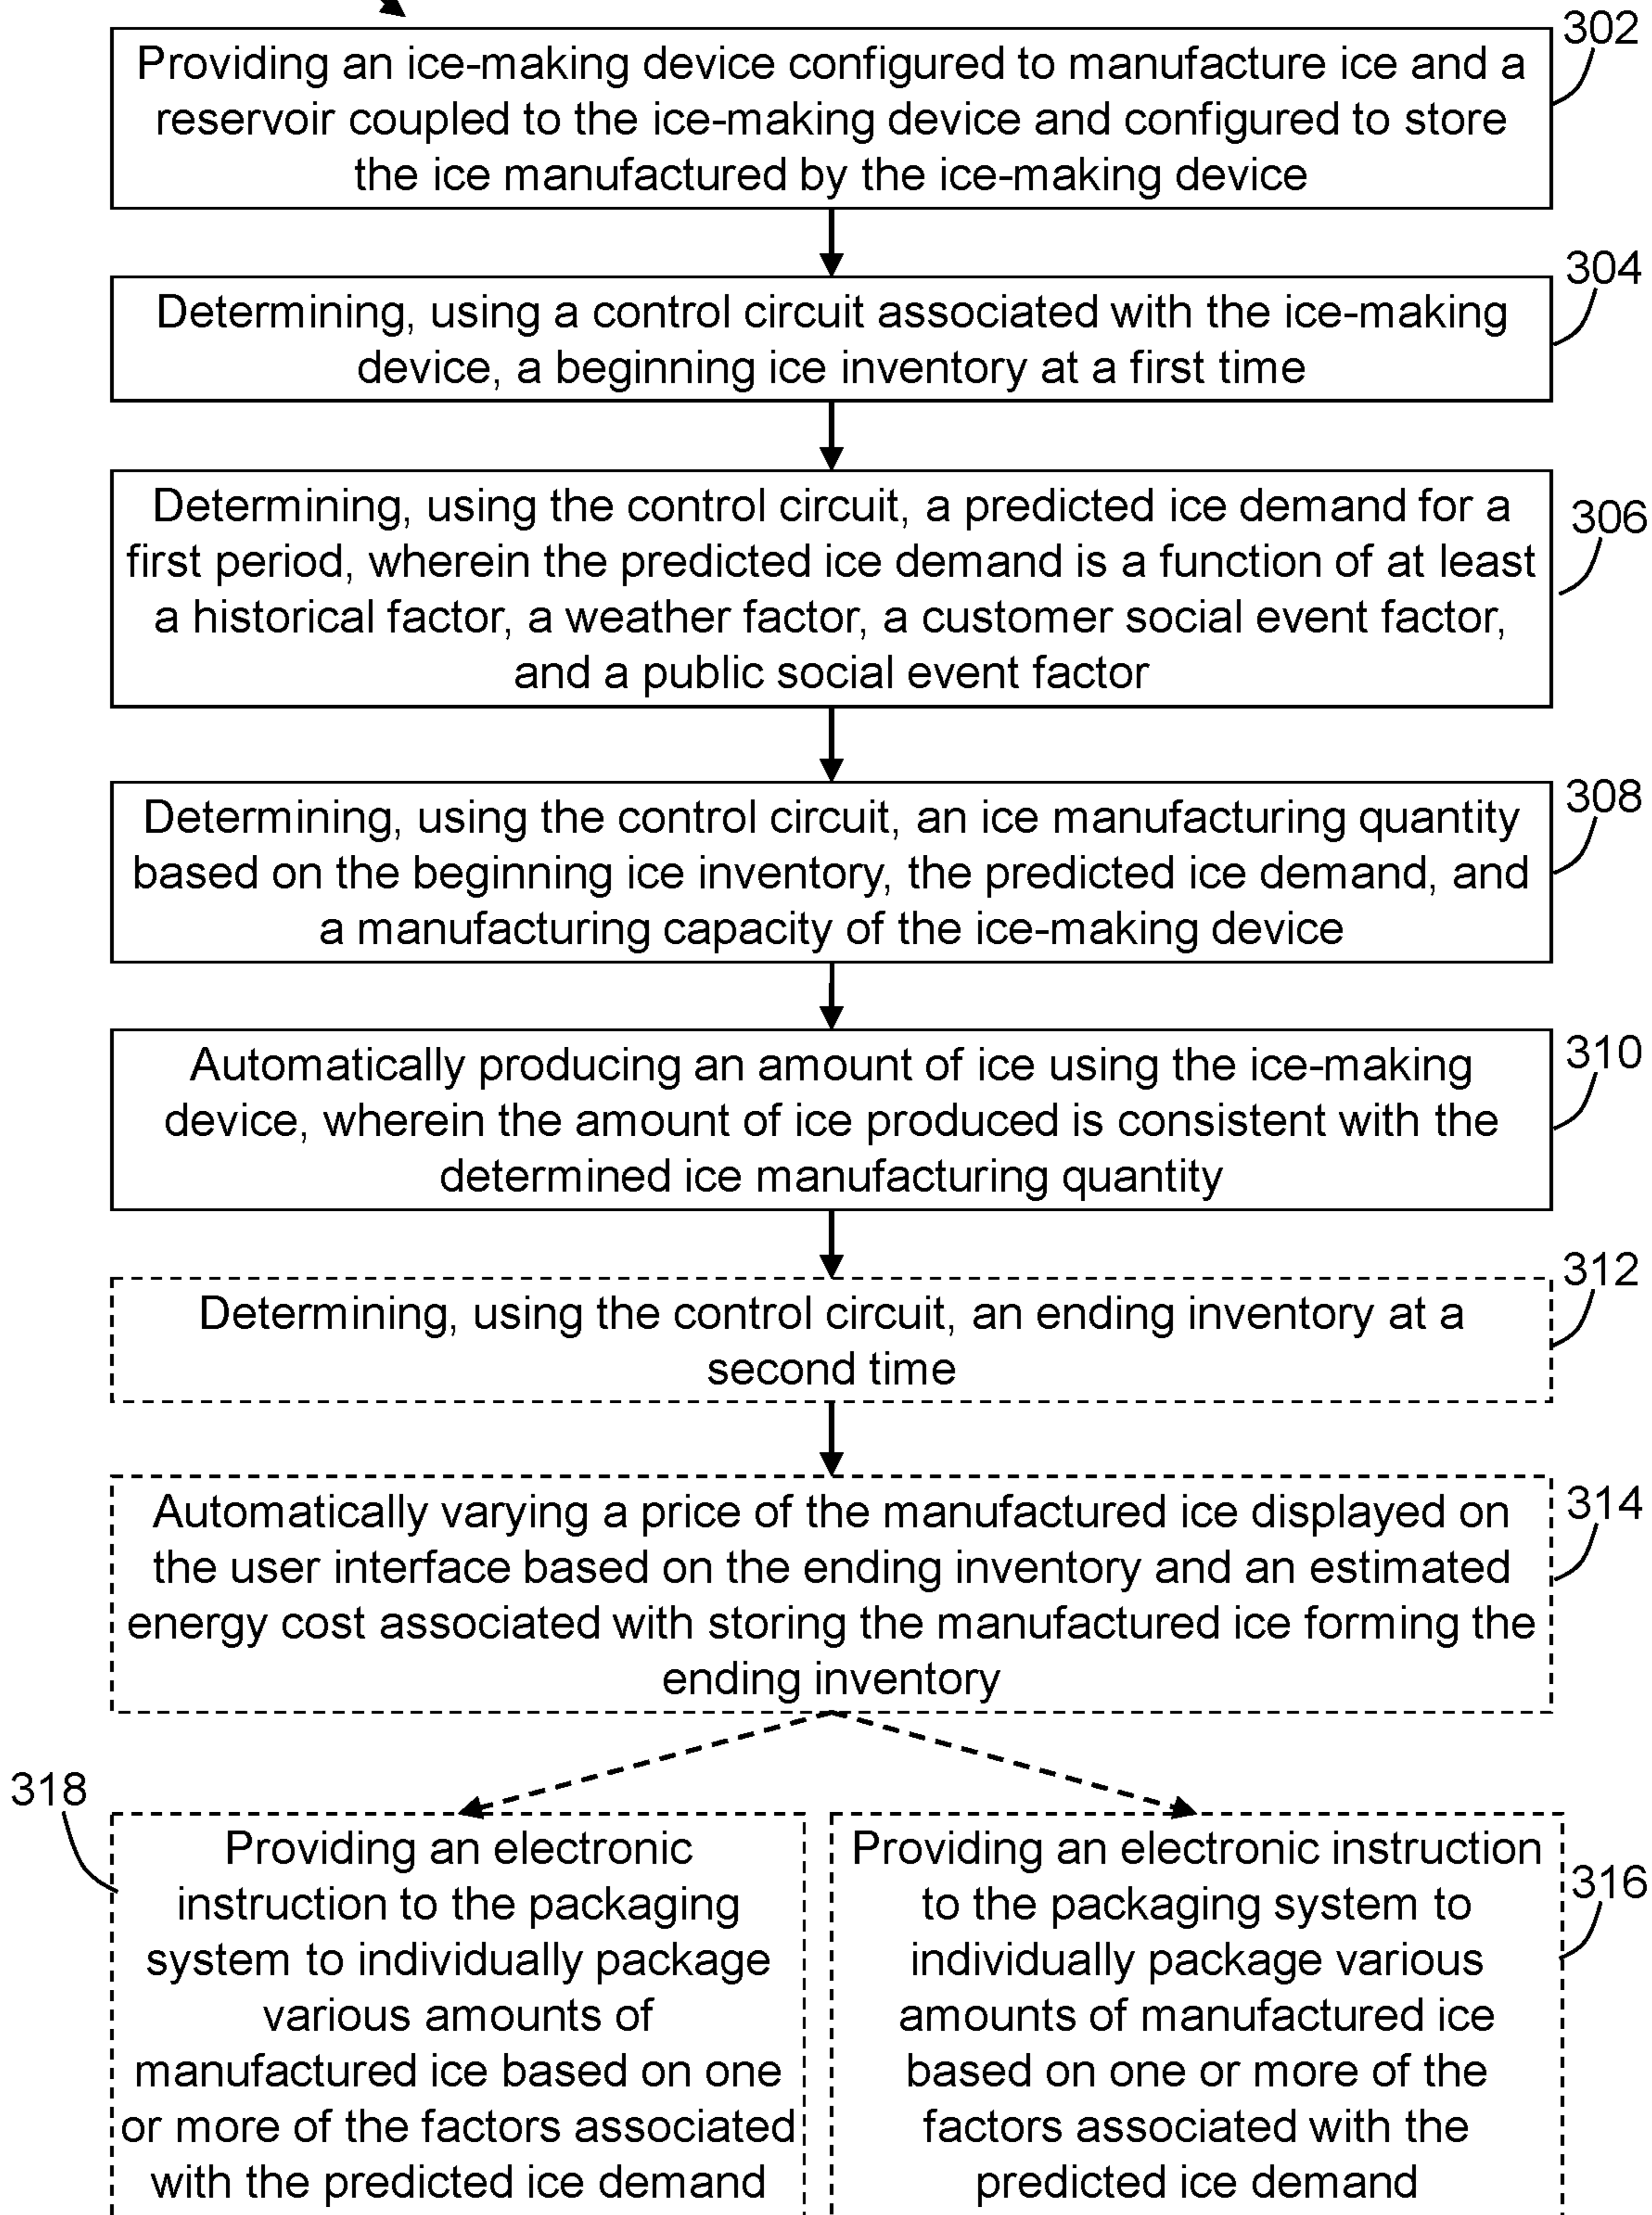 302
Providing an ice-making device configured to manufacture ice and a
reservoir coupled to the ice-making device and configured to store
the ice manufactured by the ice-making device
304
Determining, using a control circuit associated with the ice-making
device, a beginning ice inventory at a first time
306
Determining, using the control circuit, a predicted ice demand for a
first period, wherein the predicted ice demand is a function of at least
a historical factor, a weather factor, a customer social event factor,
and a public social event factor
308
Determining, using the control circuit, an ice manufacturing quantity
based on the beginning ice inventory, the predicted ice demand, and
a manufacturing capacity of the ice-making device
310
Automatically producing an amount of ice using the ice-making
device, wherein the amount of ice produced is consistent with the
determined ice manufacturing quantity
312
Determining, using the control circuit, an ending inventory at a
second time
314
Automatically varying a price of the manufactured ice displayed on
the user interface based on the ending inventory and an estimated
energy cost associated with storing the manufactured ice forming the
ending inventory
318
Providing an electronic
instruction to the packaging
system to individually package
various amounts of
manufactured ice based on one
or more of the factors associated
with the predicted ice demand
316
Providing an electronic instruction
to the packaging system to
individually package various
amounts of manufactured ice
based on one or more of the
factors associated with the
predicted ice demand